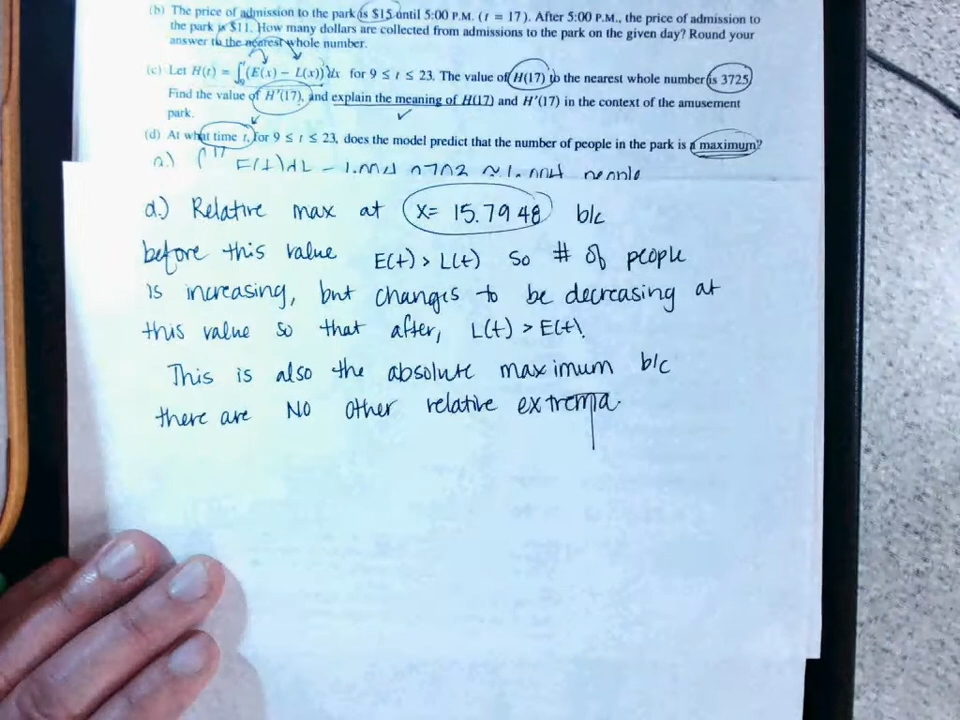 (b) The price of admission to the park is $15 until 5:00 P.M. (t = 17). After 5:00 P.M., the price of admission to
the park is $11. How many dollars are collected from admissions to the park on the given day? Round your
answer to the nearest whole number.
(c) Let H(t) = ∫₉ᵗ (E(x) − L(x)) dx for 9 ≤ t ≤ 23. The value of H(17) to the nearest whole number is 3725.
Find the value of H′(17), and explain the meaning of H(17) and H′(17) in the context of the amusement
park.
(d) At what time t, for 9 ≤ t ≤ 23, does the model predict that the number of people in the park is a maximum?
a.) ∫ 17 E(t)dt people
d.) Relative max at x= 15.7948 b/c
before this value E(t) > L(t) so # of people
is increasing, but changes to be decreasing at
this value so that after, L(t) > E(t).
This is also the absolute maximum b/c
there are NO other relative extrema.